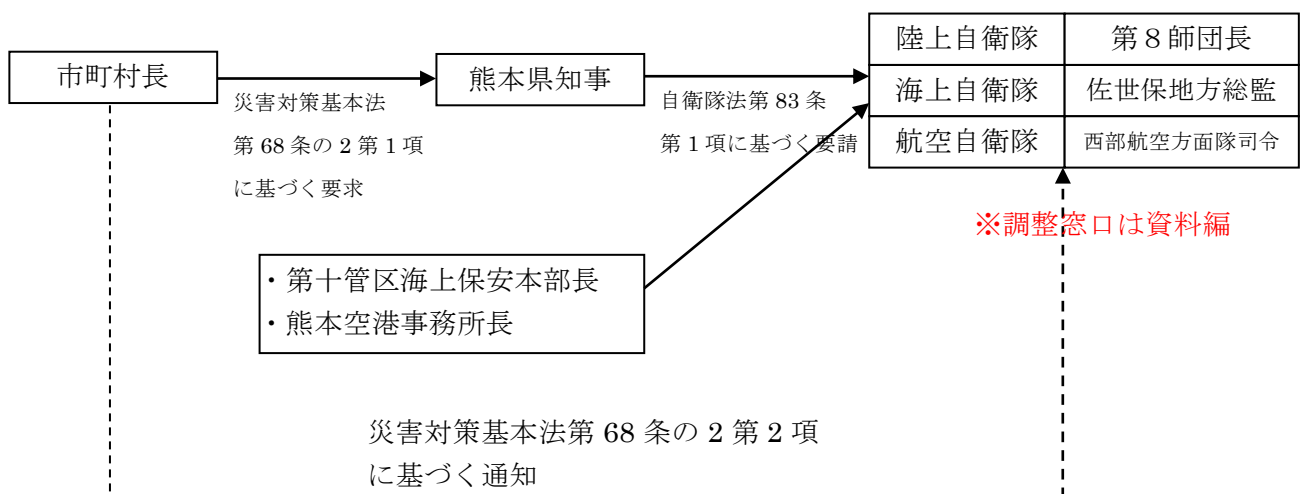 市町村長
災害対策基本法
第 68 条の 2 第 1 項
に基づく要求
熊本県知事
自衛隊法第 83 条
第 1 項に基づく要請
陸上自衛隊 第8師団長
海上自衛隊 佐世保地方総監
航空自衛隊 西部航空方面隊司令
※調整窓口は資料編
・第十管区海上保安本部長
・熊本空港事務所長
災害対策基本法第 68 条の 2 第 2 項
に基づく通知